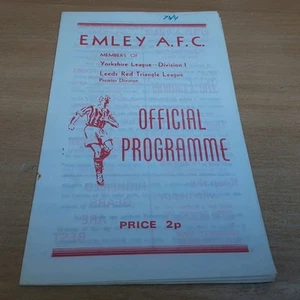 EMLEY A.F.C.
MEMBERS OF
Yorkshire League - Division 1
Leeds Red Triangle League
Premier Division
OFFICIAL
PROGRAMME
PRICE 2p